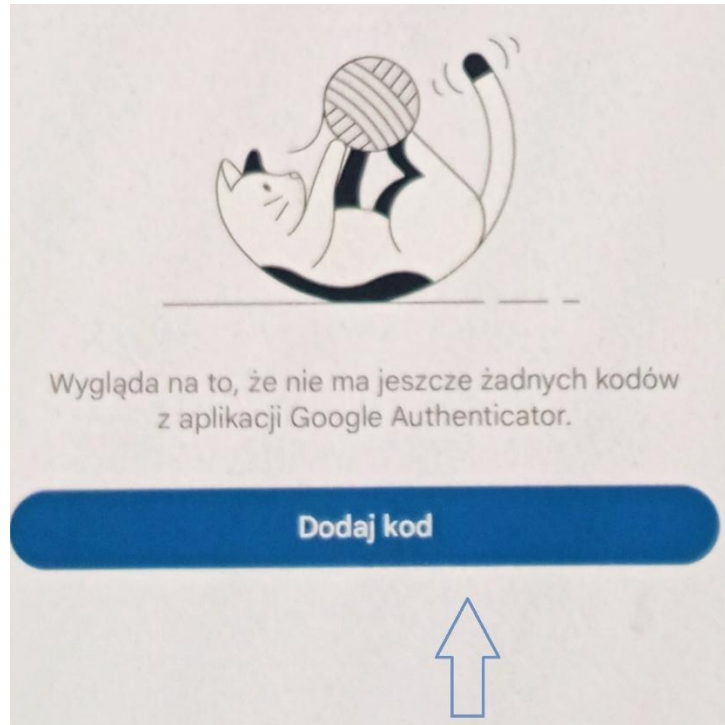 Wygląda na to, że nie ma jeszcze żadnych kodów
z aplikacji Google Authenticator.
Dodaj kod